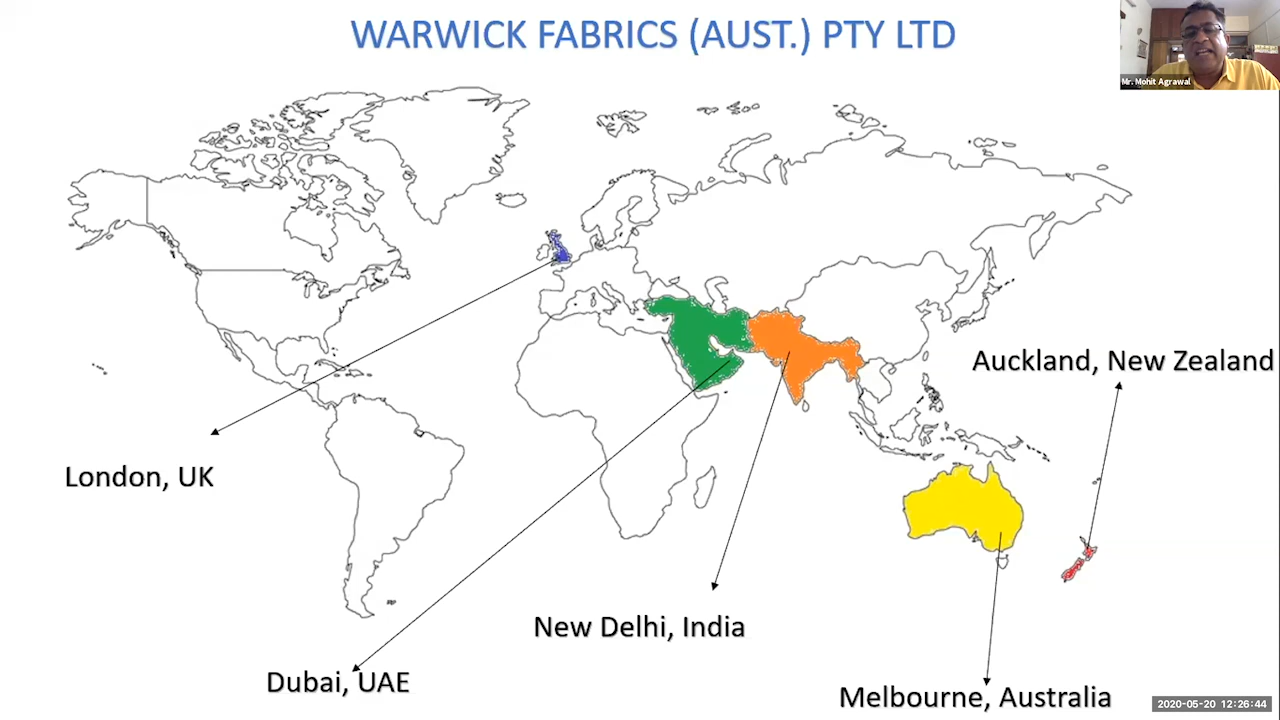 WARWICK FABRICS (AUST.) PTY LTD
Mr. Mohit Agrawal
Auckland, New Zealand
London, UK
New Delhi, India
Dubai, UAE
Melbourne, Australia
2020-05-20 12:26:44